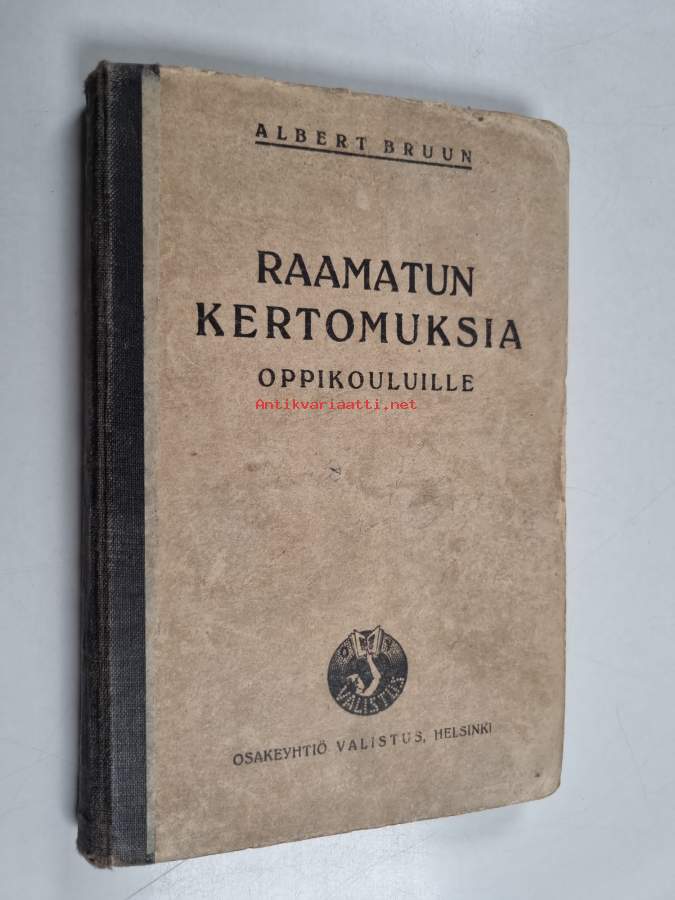 ALBERT BRUUN
RAAMATUN
KERTOMUKSIA
OPPIKOULUILLE
Antikvariaatti.net
VALISTUS
OSAKEYHTIÖ VALISTUS, HELSINKI